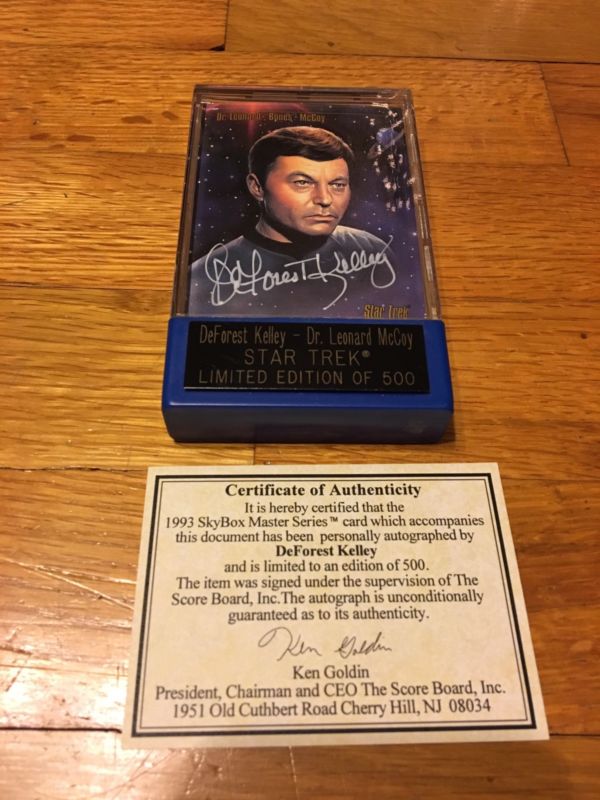 Dr. Leonard "Bones" McCoy
DeForest Kelley
Star Trek
DeForest Kelley - Dr. Leonard McCoy
STAR TREK®
LIMITED EDITION OF 500
Certificate of Authenticity
It is hereby certified that the
1993 SkyBox Master Series™ card which accompanies
this document has been personally autographed by
DeForest Kelley
and is limited to an edition of 500.
The item was signed under the supervision of The
Score Board, Inc.The autograph is unconditionally
guaranteed as to its authenticity.
Ken Goldin
Ken Goldin
President, Chairman and CEO The Score Board, Inc.
1951 Old Cuthbert Road Cherry Hill, NJ 08034